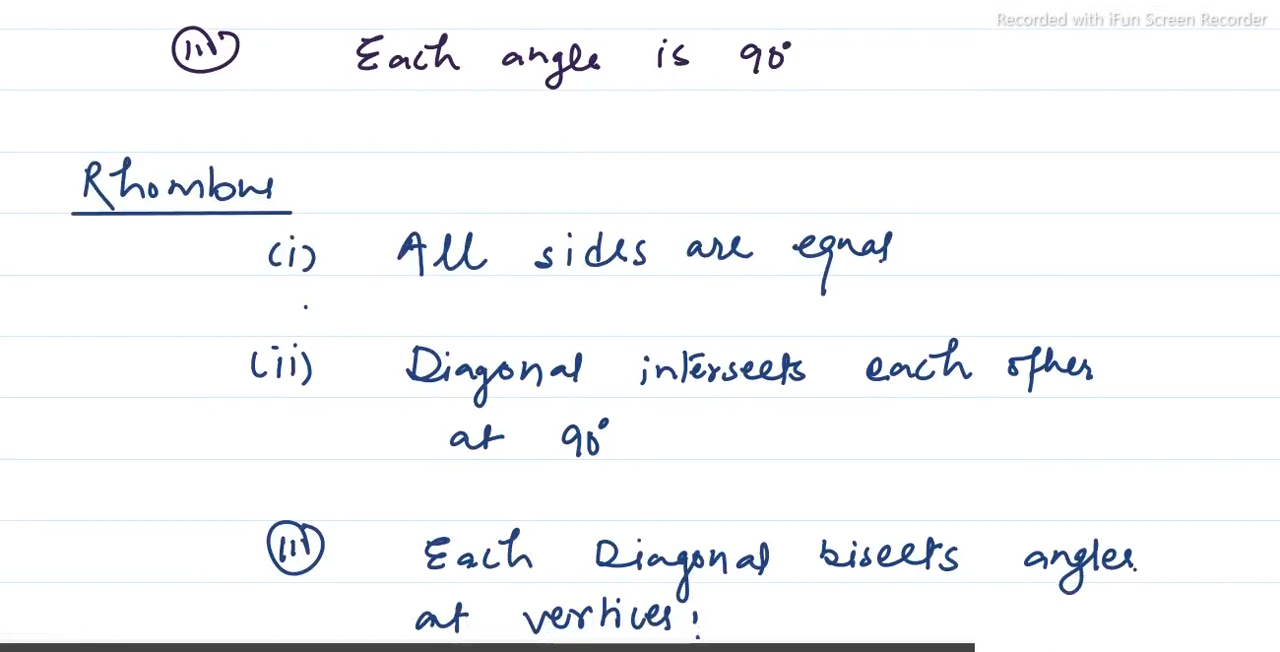 Recorded with iFun Screen Recorder
(iii) Each angle is 90°
Rhombus
(i) All sides are equal
(ii) Diagonal intersects each other
at 90°
(iii) Each Diagonal bisects angles
at vertices.